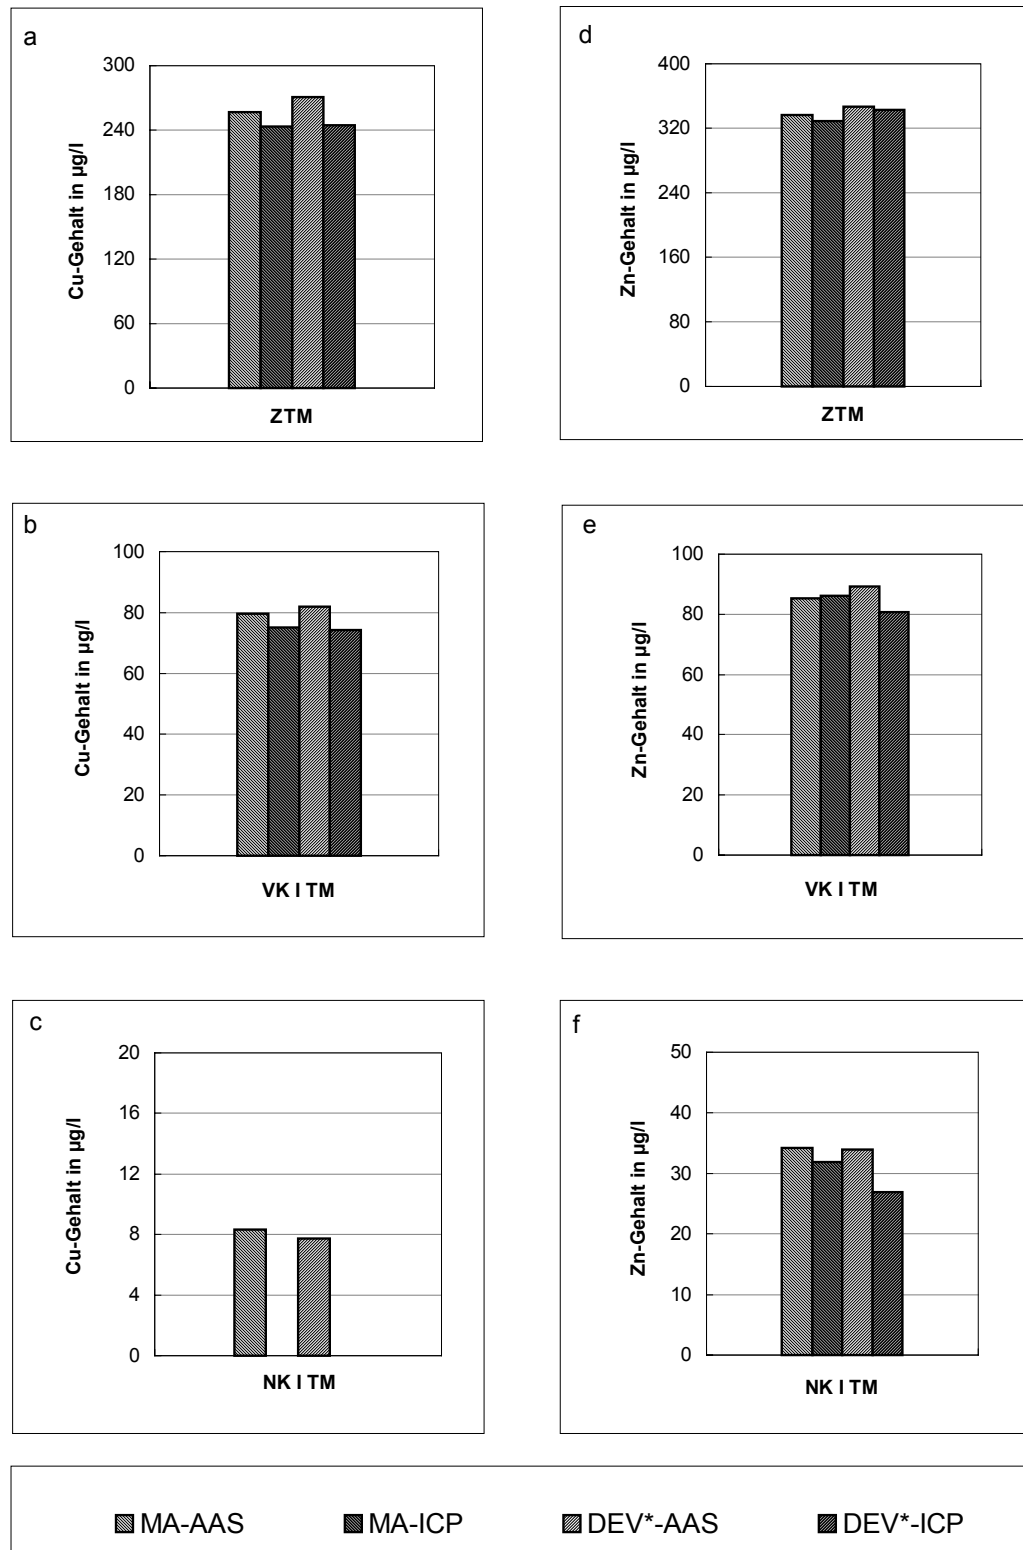 a
300
240
180
120
60
0
Cu-Gehalt in µg/l
ZTM
d
400
320
240
160
80
0
Zn-Gehalt in µg/l
ZTM
b
100
80
60
40
20
0
Cu-Gehalt in µg/l
VK I TM
e
100
80
60
40
20
0
Zn-Gehalt in µg/l
VK I TM
c
20
16
12
8
4
0
Cu-Gehalt in µg/l
NK I TM
f
50
40
30
20
10
0
Zn-Gehalt in µg/l
NK I TM
MA-AAS MA-ICP DEV*-AAS DEV*-ICP